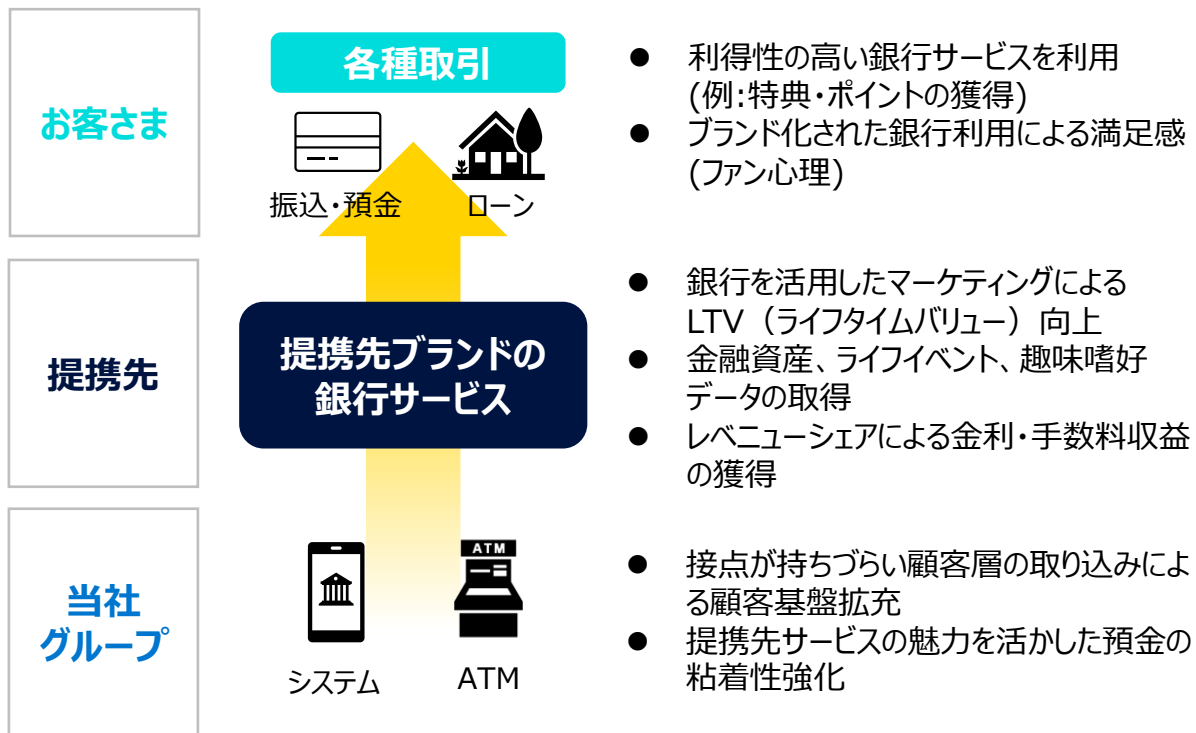 お客さま
各種取引
振込・預金
ローン
● 利得性の高い銀行サービスを利用
(例:特典・ポイントの獲得)
● ブランド化された銀行利用による満足感
(ファン心理)
提携先
提携先ブランドの
銀行サービス
● 銀行を活用したマーケティングによる
LTV（ライフタイムバリュー）向上
● 金融資産、ライフイベント、趣味嗜好
データの取得
● レベニューシェアによる金利・手数料収益
の獲得
当社
グループ
システム
ATM
ATM
● 接点が持ちづらい顧客層の取り込みによ
る顧客基盤拡充
● 提携先サービスの魅力を活かした預金の
粘着性強化